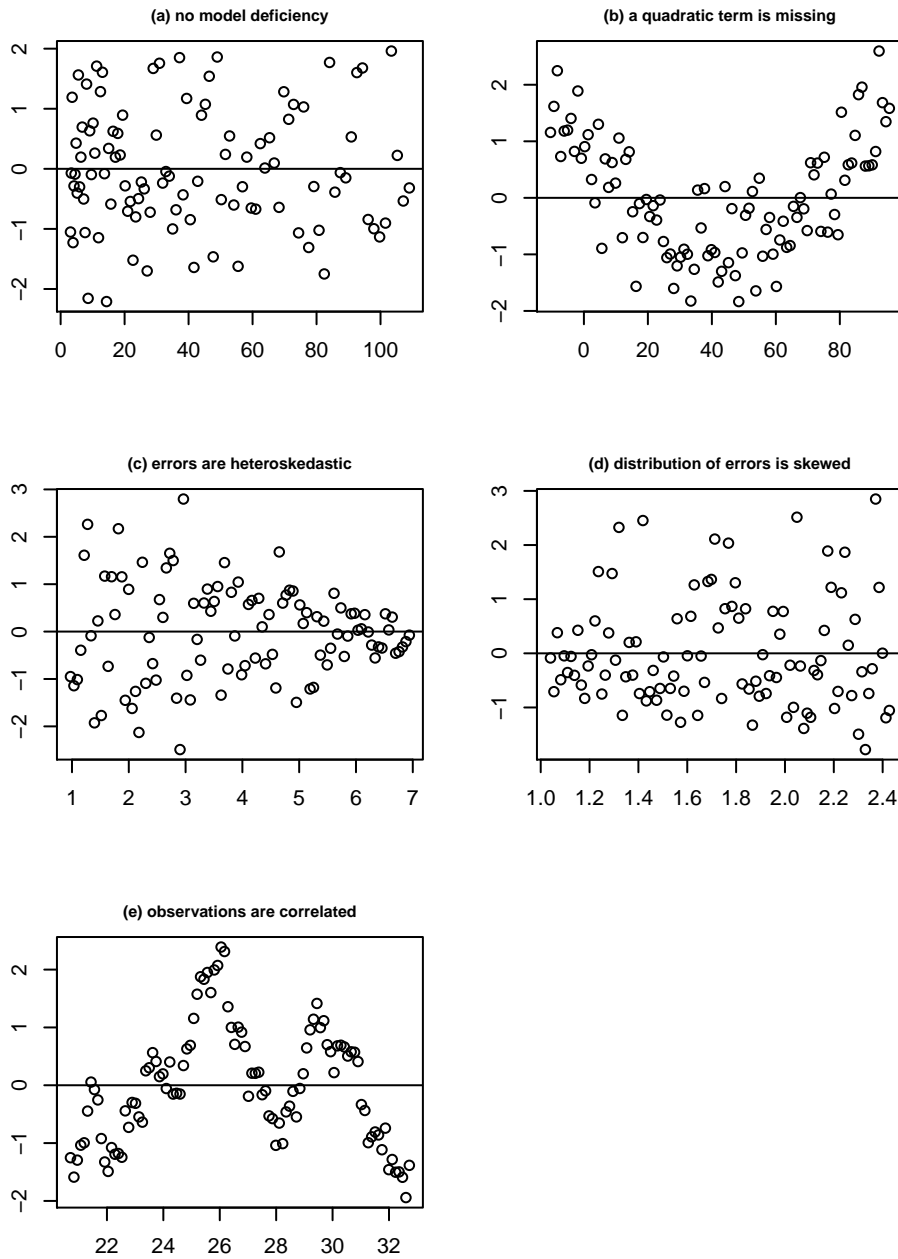 (a) no model deficiency
2
1
0
−1
−2
0 20 40 60 80 100
(b) a quadratic term is missing
2
1
0
−1
−2
0 20 40 60 80
(c) errors are heteroskedastic
3
2
1
0
−1
−2
1 2 3 4 5 6 7
(d) distribution of errors is skewed
3
2
1
0
−1
1.0 1.2 1.4 1.6 1.8 2.0 2.2 2.4
(e) observations are correlated
2
1
0
−1
−2
22 24 26 28 30 32